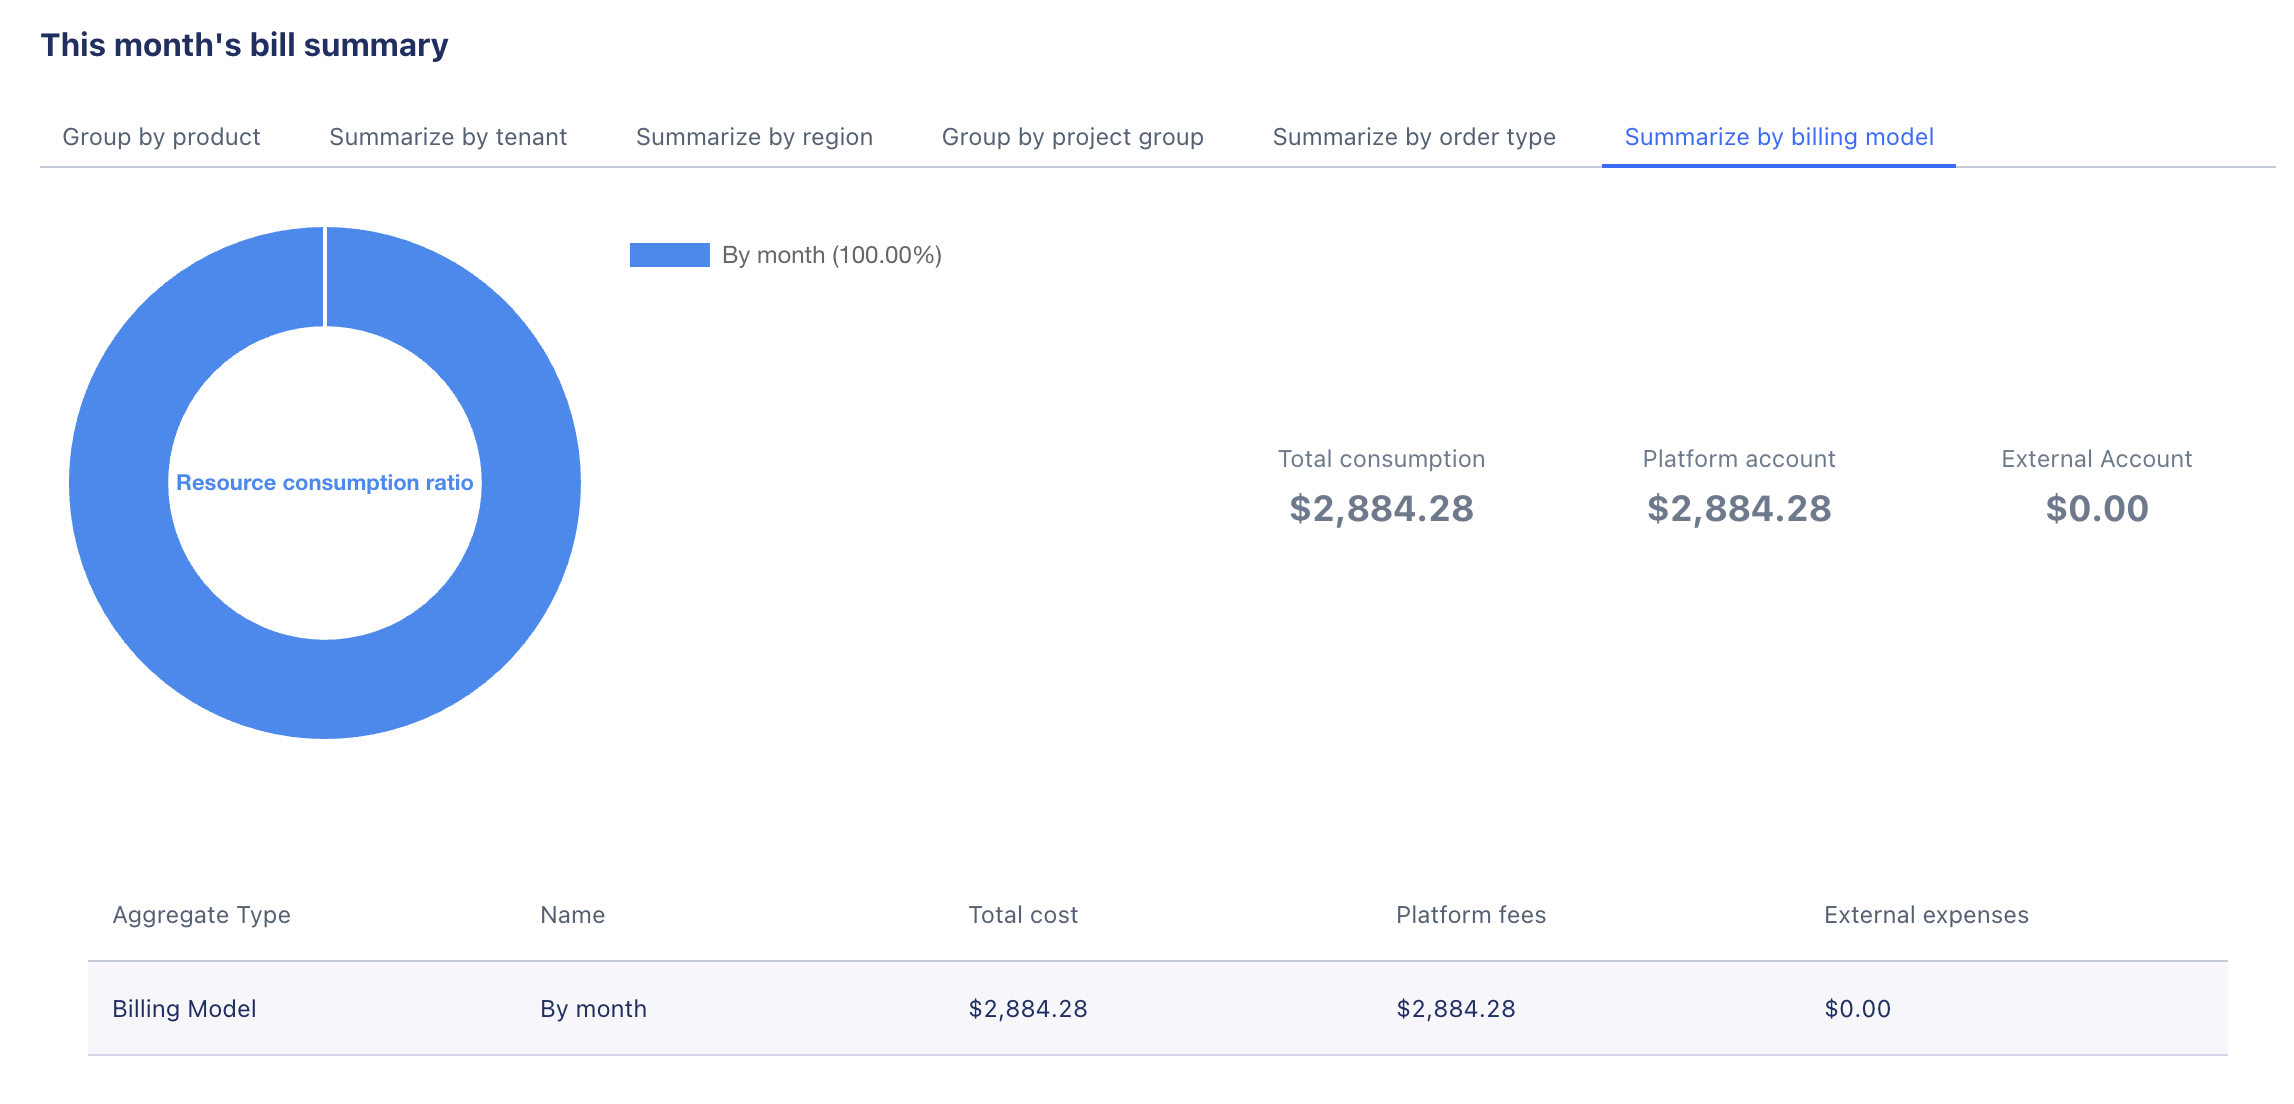 This month's bill summary
Group by product Summarize by tenant Summarize by region Group by project group Summarize by order type Summarize by billing model
By month (100.00%)
Resource consumption ratio
Total consumption Platform account External Account
$2,884.28 $2,884.28 $0.00
Aggregate Type Name Total cost Platform fees External expenses
Billing Model By month $2,884.28 $2,884.28 $0.00